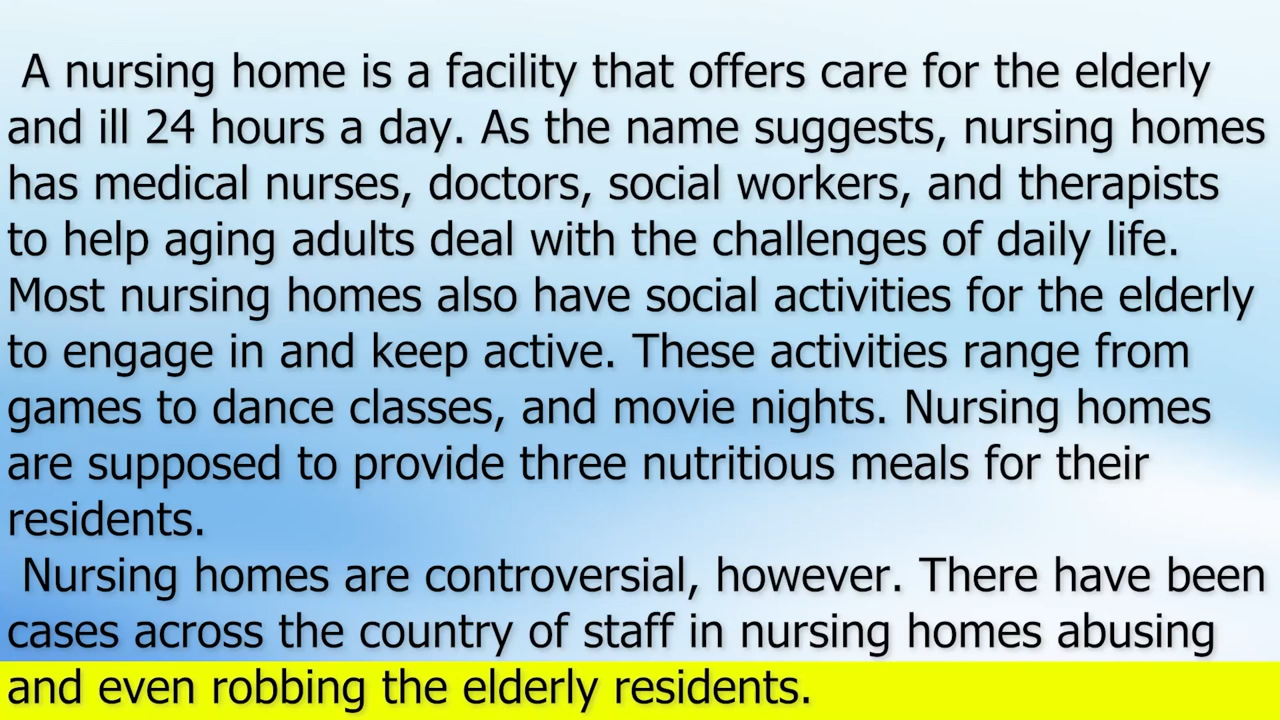 A nursing home is a facility that offers care for the elderly
and ill 24 hours a day. As the name suggests, nursing homes
has medical nurses, doctors, social workers, and therapists
to help aging adults deal with the challenges of daily life.
Most nursing homes also have social activities for the elderly
to engage in and keep active. These activities range from
games to dance classes, and movie nights. Nursing homes
are supposed to provide three nutritious meals for their
residents.
Nursing homes are controversial, however. There have been
cases across the country of staff in nursing homes abusing
and even robbing the elderly residents.